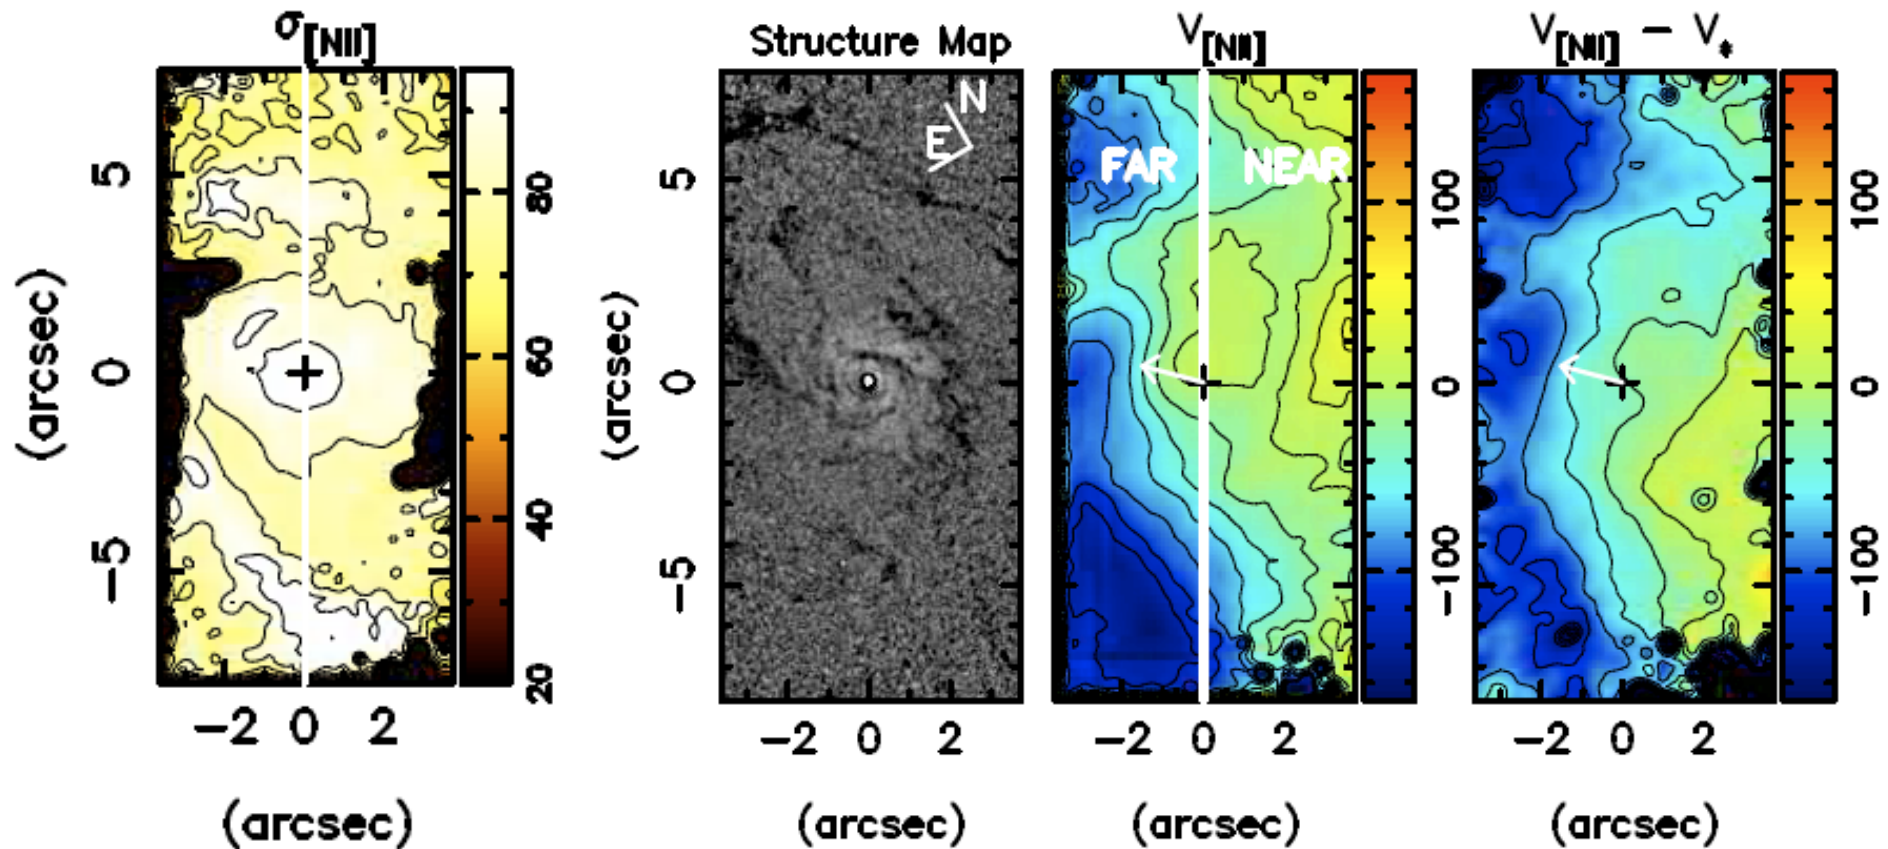 σ[NII]
Structure Map
V[NII]
V[NII] − V*
N
E
FAR
NEAR
5
0
−5
(arcsec)
80
60
40
20
5
0
−5
(arcsec)
100
0
−100
100
0
−100
−2 0 2
−2 0 2
−2 0 2
−2 0 2
(arcsec)
(arcsec)
(arcsec)
(arcsec)